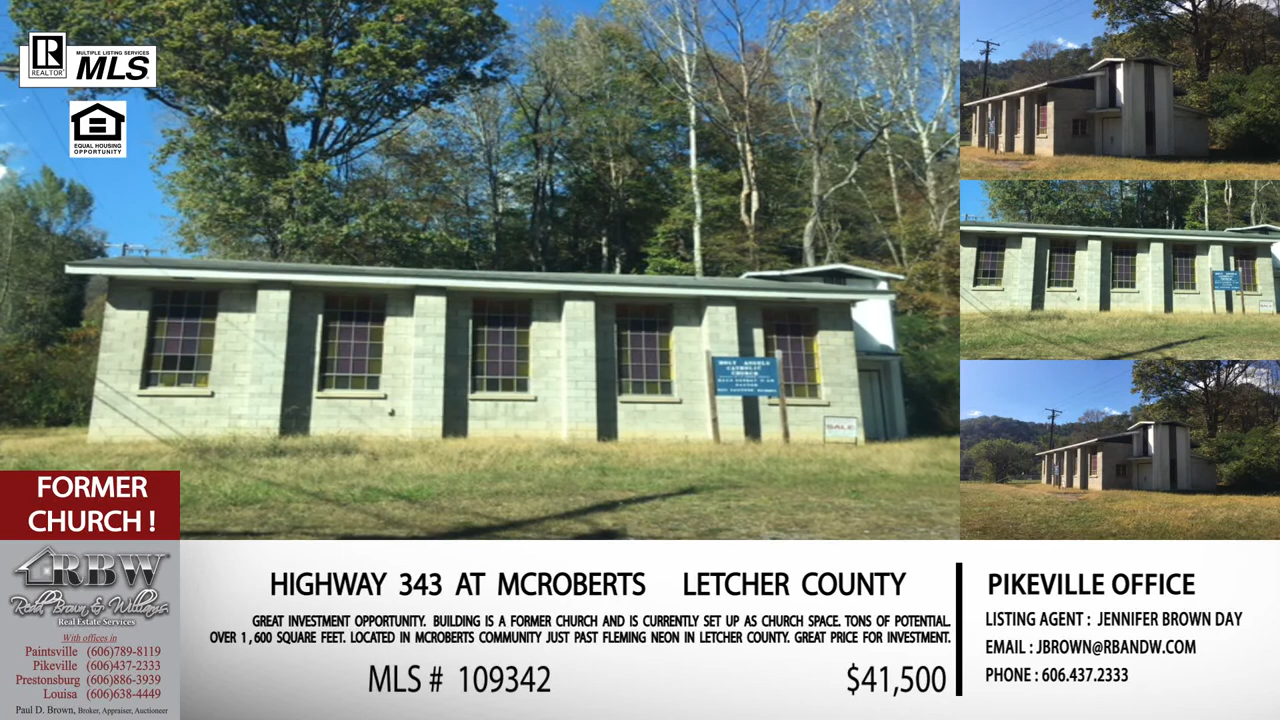 R
REALTOR
MULTIPLE LISTING SERVICES
MLS
EQUAL HOUSING
OPPORTUNITY
HOLY ANGELS
CATHOLIC
CHURCH
SALE
FORMER
CHURCH !
RBW
Redd, Brown, & Williams
Real Estate Services
With offices in
Paintsville (606)789-8119
Pikeville (606)437-2333
Prestonsburg (606)886-3939
Louisa (606)638-4449
Paul D. Brown, Broker, Appraiser, Auctioneer
HIGHWAY 343 AT MCROBERTS LETCHER COUNTY
GREAT INVESTMENT OPPORTUNITY. BUILDING IS A FORMER CHURCH AND IS CURRENTLY SET UP AS CHURCH SPACE. TONS OF POTENTIAL.
OVER 1,600 SQUARE FEET. LOCATED IN MCROBERTS COMMUNITY JUST PAST FLEMING NEON IN LETCHER COUNTY. GREAT PRICE FOR INVESTMENT.
MLS # 109342 $41,500
PIKEVILLE OFFICE
LISTING AGENT : JENNIFER BROWN DAY
EMAIL : JBROWN@RBANDW.COM
PHONE : 606.437.2333